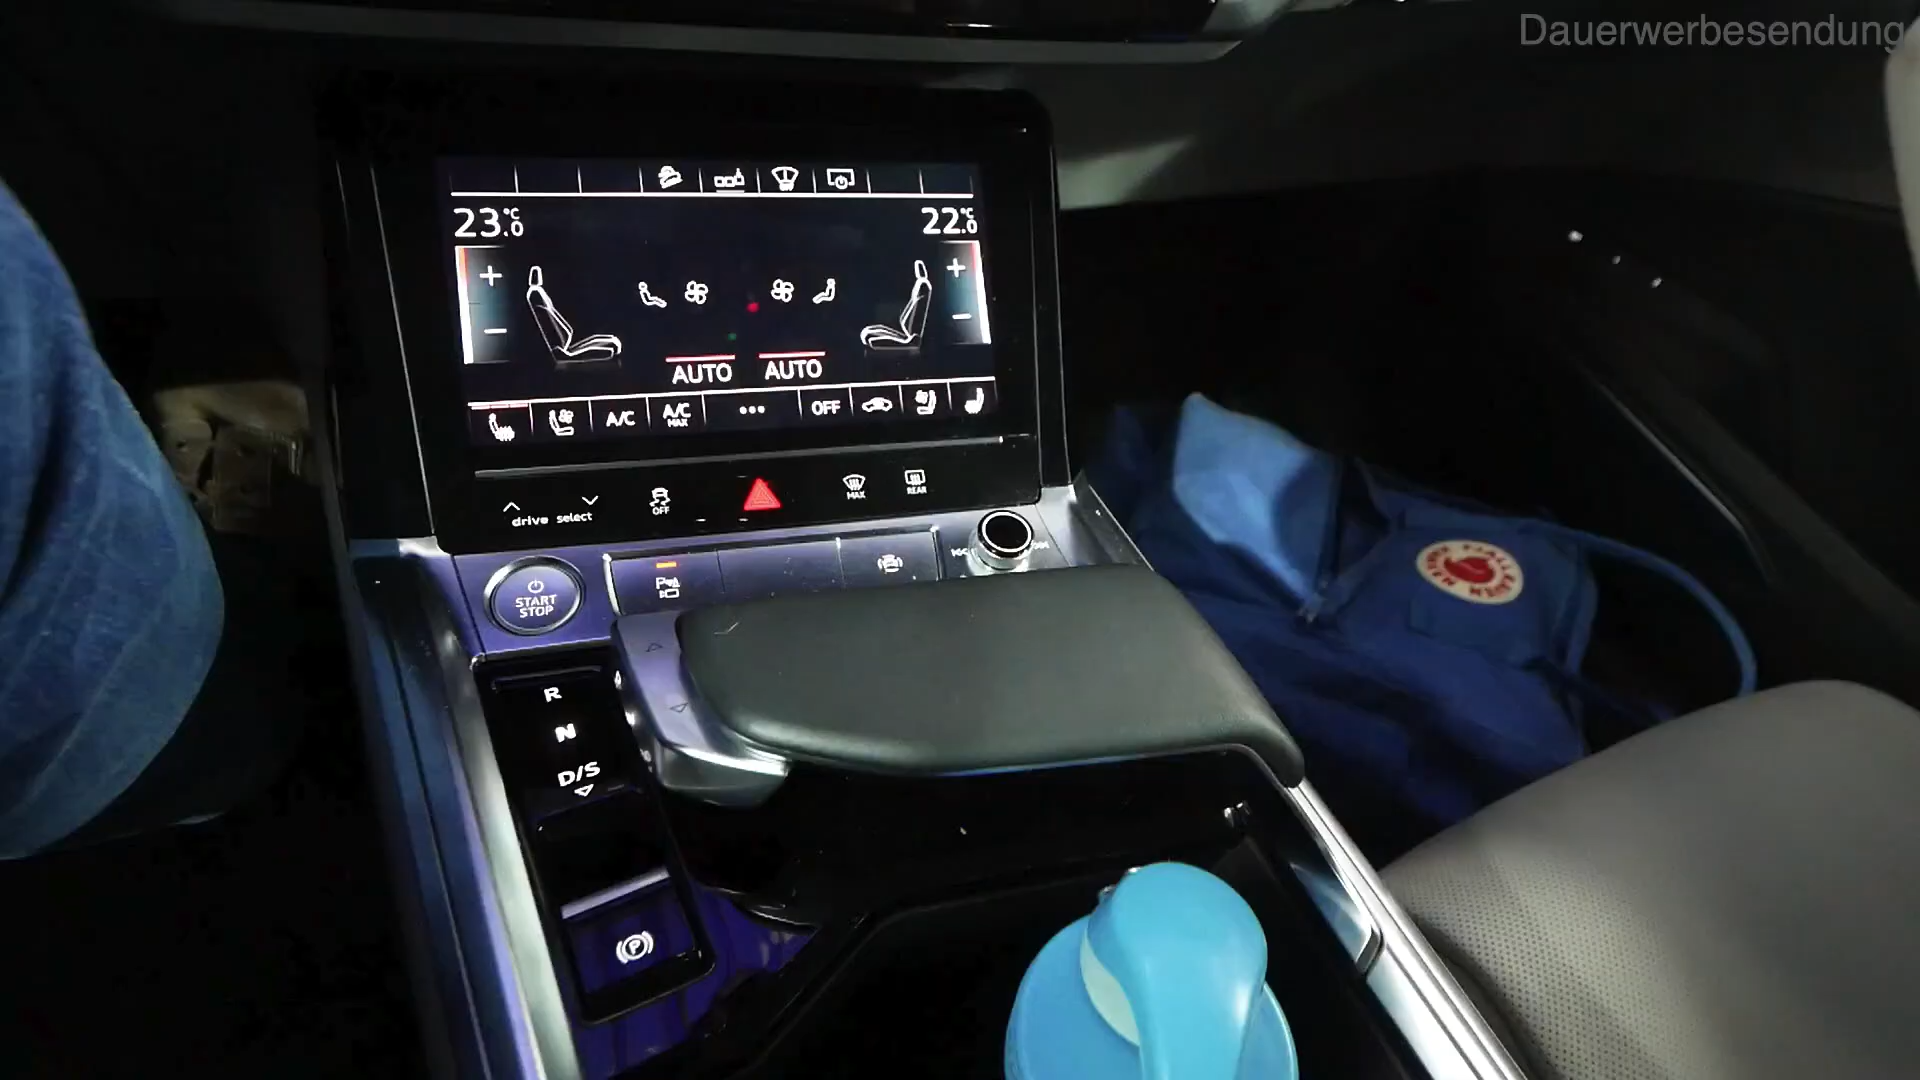 Dauerwerbesendung
23.0 °C
22.0 °C
+
+
−
−
AUTO
AUTO
A/C
A/C
MAX
OFF
drive select
OFF
MAX
REAR
START
STOP
R
N
D/S
P